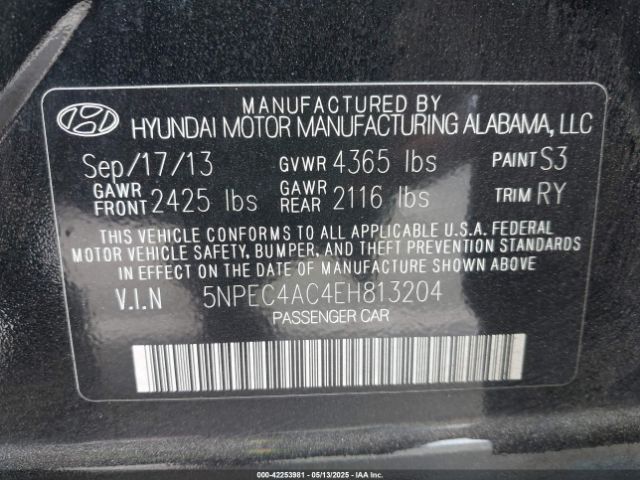 MANUFACTURED BY
HYUNDAI MOTOR MANUFACTURING ALABAMA, LLC
Sep/17/13 GVWR 4365 lbs PAINT S3
GAWR FRONT 2425 lbs GAWR REAR 2116 lbs TRIM RY
THIS VEHICLE CONFORMS TO ALL APPLICABLE U.S.A. FEDERAL
MOTOR VEHICLE SAFETY, BUMPER, AND THEFT PREVENTION STANDARDS
IN EFFECT ON THE DATE OF MANUFACTURE SHOWN ABOVE
V.I.N 5NPEC4AC4EH813204
PASSENGER CAR
000-42253981 - 05/13/2025 - IAA Inc.